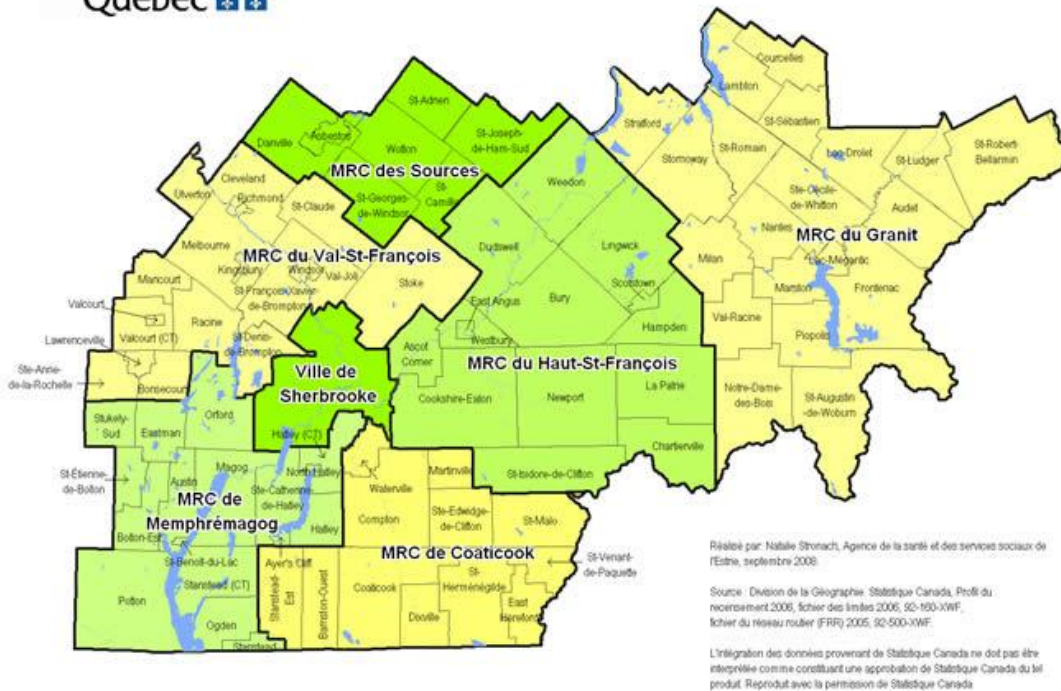 Québec
Courcelles
Lambton
St-Adrien
Stratford
St-Sébastien
Danville
Asbestos
Wotton
St-Joseph-
de-Ham-Sud
Stornoway
St-Romain
Lac-Drolet
St-Ludger
St-Robert-
Bellarmin
MRC des Sources
Weedon
Cleveland
Ulverton
Richmond
St-Claude
St-Georges-
de-Windsor
St-
Camille
Ste-Cécile-
de-Whitton
Audet
Nantes
MRC du Granit
Dudswell
Lingwick
Melbourne
MRC du Val-St-François
Kingsbury
Windsor
Val-Joli
Stoke
Milan
Lac-Mégantic
Marston
Frontenac
Maricourt
St-François-Xavier-
de-Brompton
Scotstown
East Angus
Bury
Valcourt
Racine
Val-Racine
Lawrenceville
Valcourt (CT)
St-Denis-
de-Brompton
Westbury
Hampden
Piopolis
Ascot
Corner
MRC du Haut-St-François
Ste-Anne-
de-la-Rochelle
Bonsecours
Ville de
Sherbrooke
Cookshire-Eaton
Newport
La Patrie
Notre-Dame-
des-Bois
St-Augustin
-de-Woburn
Stukely-
Sud
Eastman
Orford
Hatley (CT)
Chartierville
St-Étienne-
de-Bolton
Austin
Magog
North Hatley
Waterville
Martinville
St-Isidore-de-Clifton
MRC de
Memphrémagog
Ste-Catherine-
de-Hatley
Hatley
Compton
Ste-Edwidge-
de-Clifton
St-Malo
Bolton-Est
St-Benoît-du-Lac
Ayer's Cliff
MRC de Coaticook
St-Venant-
de-Paquette
Potton
Stanstead (CT)
Stanstead-
Est
Barnston-Ouest
Coaticook
St-
Herménégilde
Ogden
Dixville
East
Hereford
Stanstead
Réalisé par: Natalie Stronach, Agence de la santé et des services sociaux de
l'Estrie, septembre 2008.
Source : Division de la Géographie. Statistique Canada, Profil du
recensement 2006, fichier des limites 2006, 92-160-XWF,
fichier du réseau routier (FRR) 2005, 92-500-XWF.
L'intégration des données provenant de Statistique Canada ne doit pas être
interprétée comme constituant une approbation de Statistique Canada du tel
produit. Reproduit avec la permission de Statistique Canada